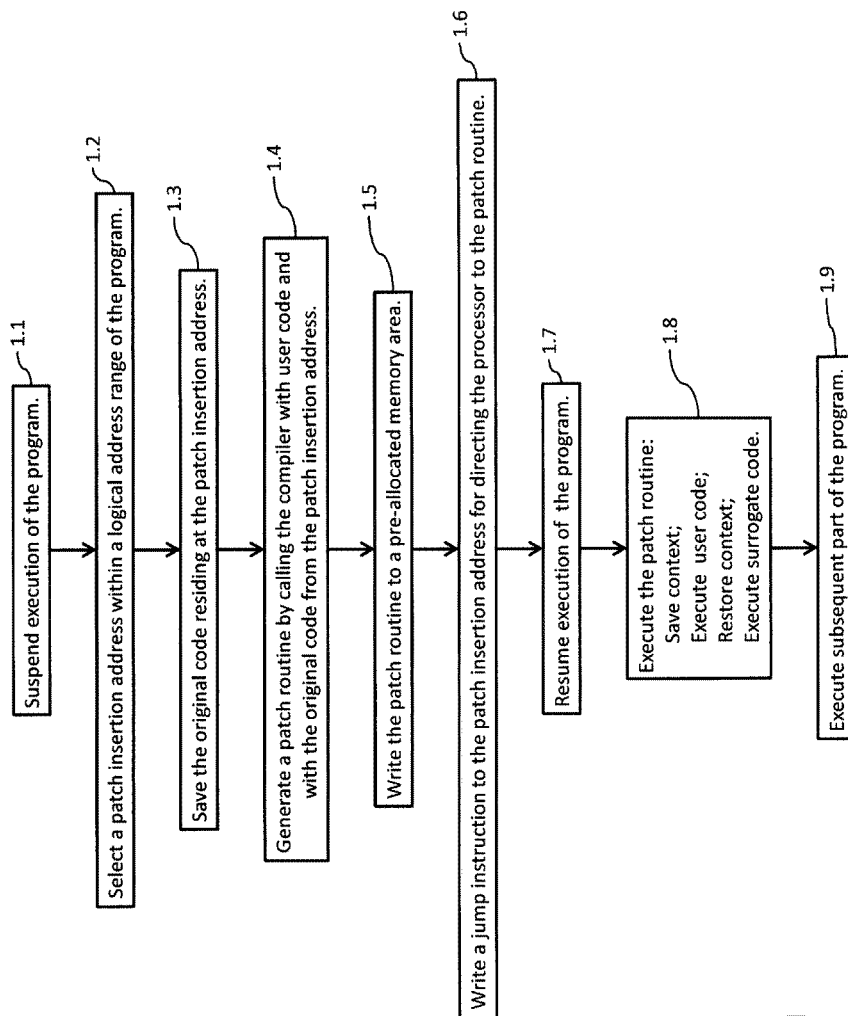 Suspend execution of the program.
1.1
Select a patch insertion address within a logical address range of the program.
1.2
Save the original code residing at the patch insertion address.
1.3
Generate a patch routine by calling the compiler with user code and
with the original code from the patch insertion address.
1.4
Write the patch routine to a pre-allocated memory area.
1.5
Write a jump instruction to the patch insertion address for directing the processor to the patch routine.
1.6
Resume execution of the program.
1.7
Execute the patch routine:
Save context;
Execute user code;
Restore context;
Execute surrogate code.
1.8
Execute subsequent part of the program.
1.9